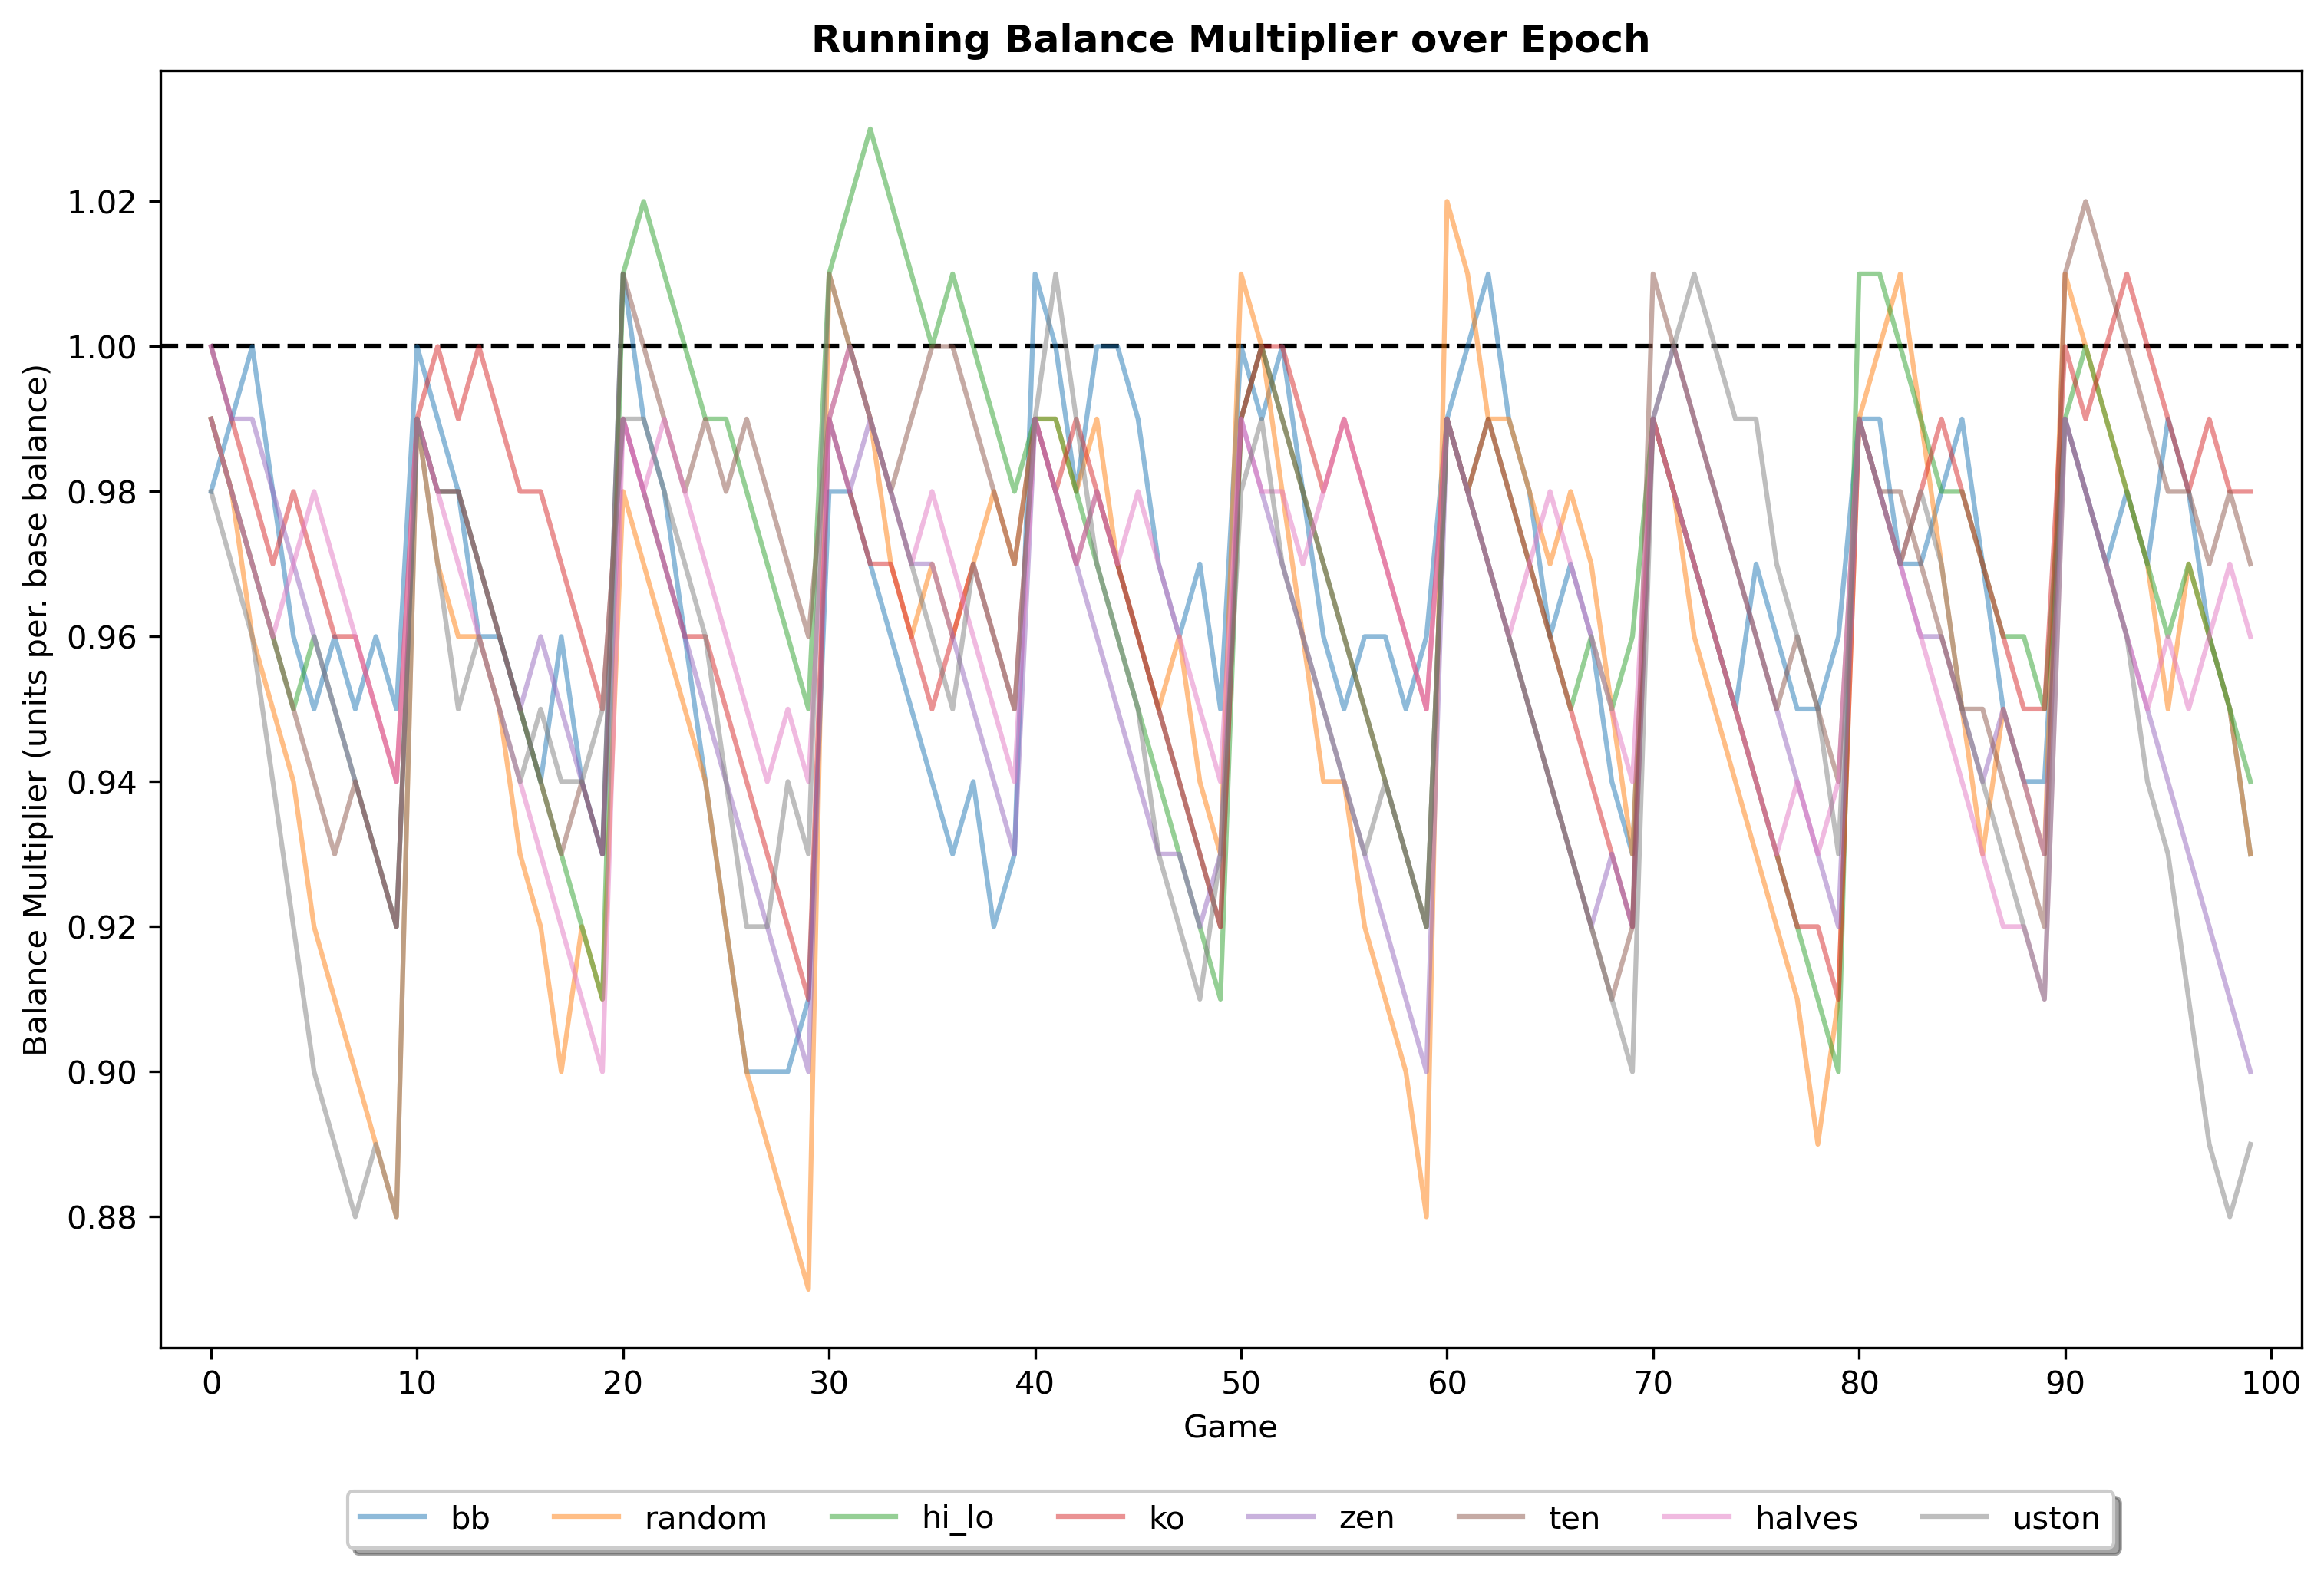 Running Balance Multiplier over Epoch
Balance Multiplier (units per. base balance)
1.02
1.00
0.98
0.96
0.94
0.92
0.90
0.88
0 10 20 30 40 50 60 70 80 90 100
Game
bb random hi_lo ko zen ten halves uston